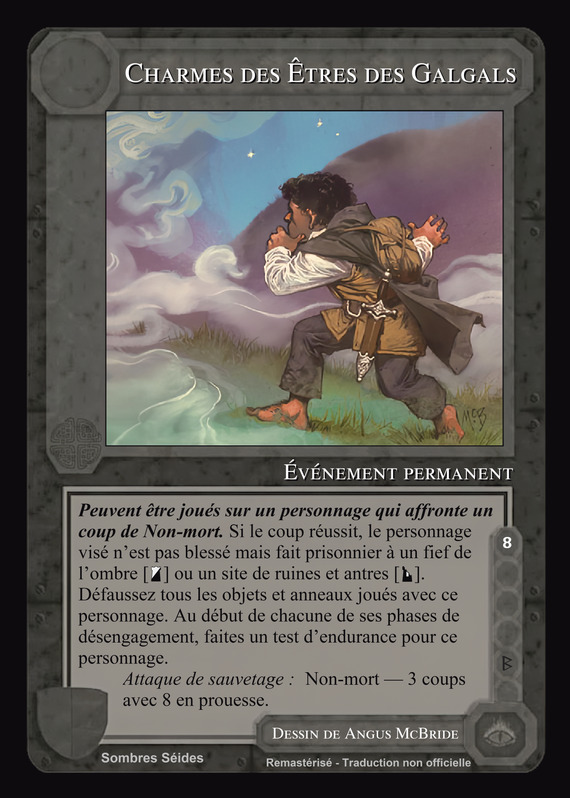 Charmes des Êtres des Galgals
McB
Événement permanent
Peuvent être joués sur un personnage qui affronte un
coup de Non-mort. Si le coup réussit, le personnage
visé n’est pas blessé mais fait prisonnier à un fief de
l’ombre [] ou un site de ruines et antres [].
Défaussez tous les objets et anneaux joués avec ce
personnage. Au début de chacune de ses phases de
désengagement, faites un test d’endurance pour ce
personnage.
Attaque de sauvetage : Non-mort — 3 coups
avec 8 en prouesse.
8
ᛒ
Dessin de Angus McBride
Sombres Séides
Remastérisé - Traduction non officielle